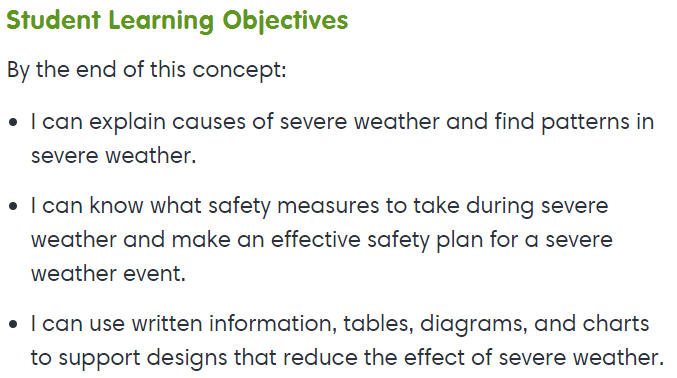 Student Learning Objectives
By the end of this concept:
• I can explain causes of severe weather and find patterns in
severe weather.
• I can know what safety measures to take during severe
weather and make an effective safety plan for a severe
weather event.
• I can use written information, tables, diagrams, and charts
to support designs that reduce the effect of severe weather.